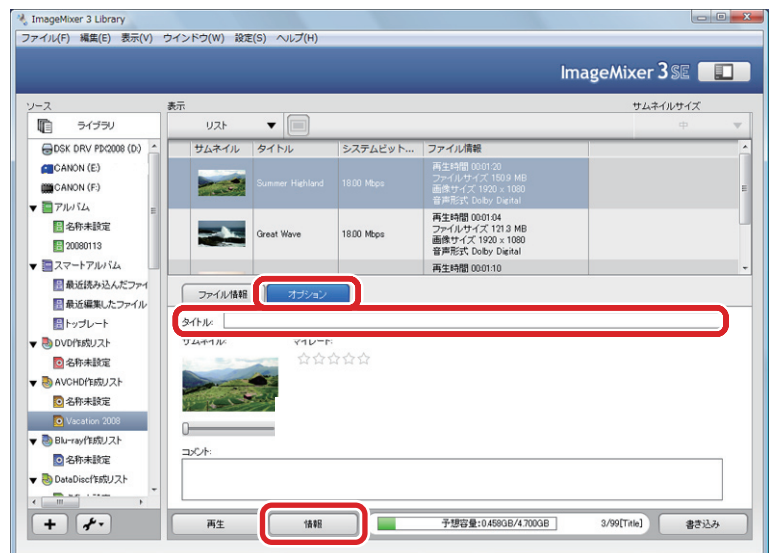 ImageMixer 3 Library
ファイル(F) 編集(E) 表示(V) ウインドウ(W) 設定(S) ヘルプ(H)
ImageMixer 3 SE
ソース
ライブラリ
DSK DRV PDX2008 (D)
CANON (E)
CANON (F)
アルバム
名称未設定
20080113
スマートアルバム
最近読み込んだファイ
最近編集したファイル
トップレート
DVD作成リスト
名称未設定
AVCHD作成リスト
名称未設定
Vacation 2008
Blu-ray作成リスト
名称未設定
DataDisc作成リスト
表示
サムネイルサイズ
リスト
中
サムネイル タイトル システムビット... ファイル情報
Summer Highland 18.00 Mbps
再生時間 00:01:20
ファイルサイズ 150.9 MB
画像サイズ 1920 x 1080
音声形式 Dolby Digital
Great Wave 18.00 Mbps
再生時間 00:01:04
ファイルサイズ 121.3 MB
画像サイズ 1920 x 1080
音声形式 Dolby Digital
再生時間 00:01:10
ファイル情報 オプション
タイトル:
サムネイル: マイレート:
コメント:
再生 情報 予想容量:0.458GB/4.700GB 3/99[Title] 書き込み